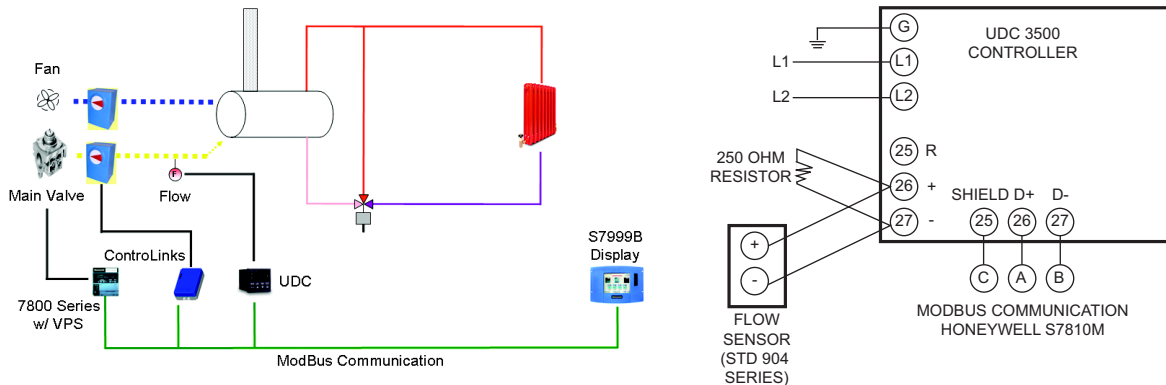 Fan
Main Valve
F
Flow
ControLinks
7800 Series
w/ VPS
UDC
S7999B
Display
ModBus Communication
UDC 3500
CONTROLLER
G
L1
L1
L2
L2
25 R
250 OHM
RESISTOR
26 +
27 -
SHIELD D+ D-
25 26 27
+
-
C A B
FLOW
SENSOR
(STD 904
SERIES)
MODBUS COMMUNICATION
HONEYWELL S7810M